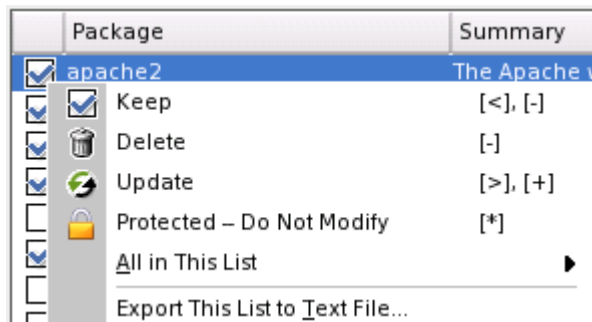 Package Summary
apache2 The Apache w
Keep [<], [-]
Delete [-]
Update [>], [+]
Protected – Do Not Modify [*]
All in This List
Export This List to Text File...